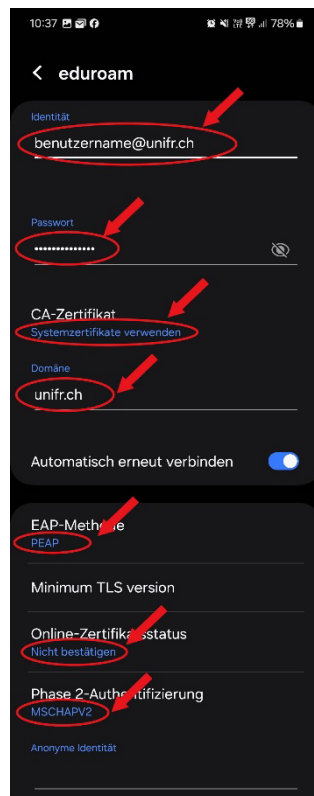 10:37 78%
eduroam
Identität
benutzername@unifr.ch
Passwort
••••••••••••••
CA-Zertifikat
Systemzertifikate verwenden
Domäne
unifr.ch
Automatisch erneut verbinden
EAP-Methode
PEAP
Minimum TLS version
Online-Zertifikatsstatus
Nicht bestätigen
Phase 2-Authentifizierung
MSCHAPV2
Anonyme Identität